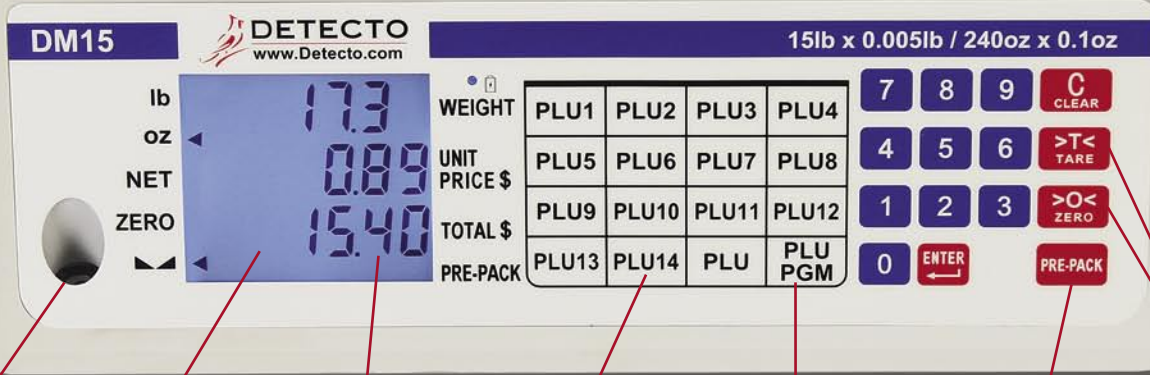 DM15
DETECTO
www.Detecto.com
15lb x 0.005lb / 240oz x 0.1oz
lb
oz
NET
ZERO
17.3
0.89
15.40
WEIGHT
UNIT
PRICE $
TOTAL $
PRE-PACK
PLU1 PLU2 PLU3 PLU4
PLU5 PLU6 PLU7 PLU8
PLU9 PLU10 PLU11 PLU12
PLU13 PLU14 PLU PLU PGM
7 8 9 C CLEAR
4 5 6 >T< TARE
1 2 3 >O< ZERO
0 ENTER PRE-PACK